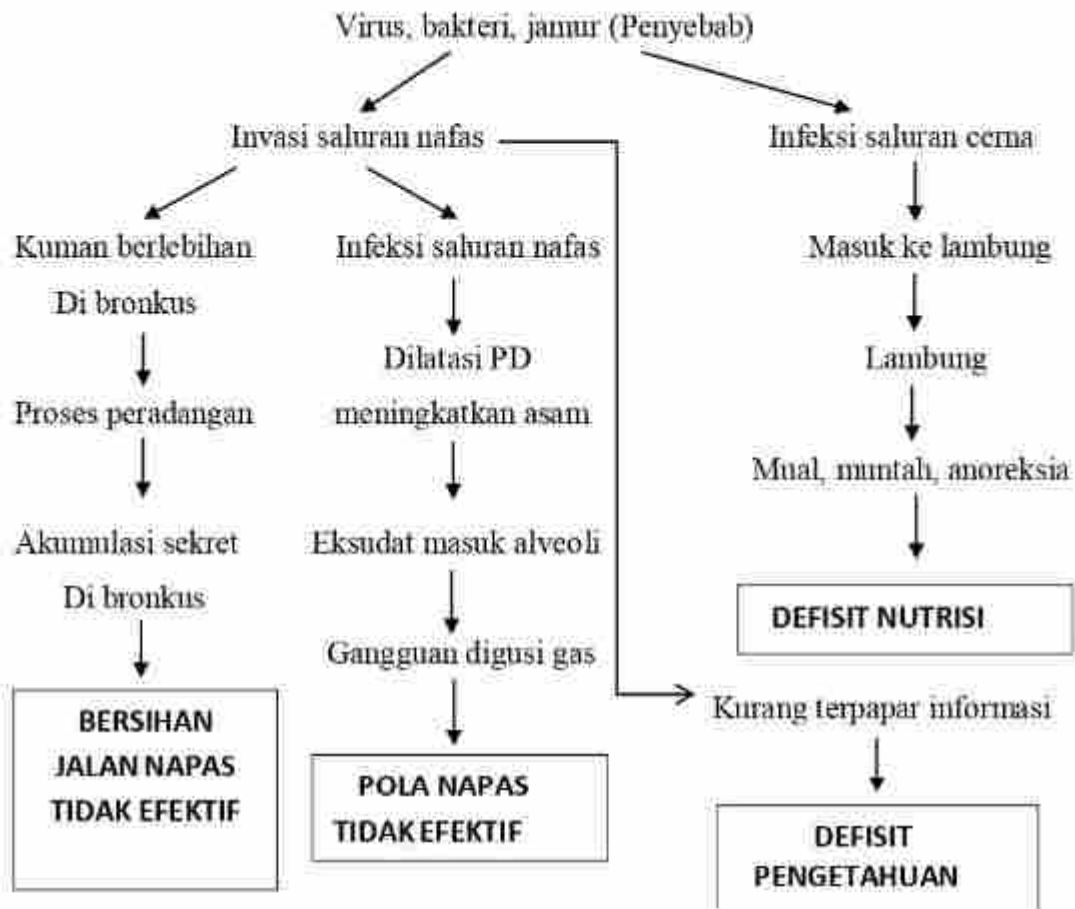 Virus, bakteri, jamur (Penyebab)
Invasi saluran nafas
Infeksi saluran cerna
Kuman berlebihan
Di bronkus
Infeksi saluran nafas
Masuk ke lambung
Dilatasi PD
meningkatkan asam
Lambung
Proses peradangan
Mual, muntah, anoreksia
Akumulasi sekret
Di bronkus
Eksudat masuk alveoli
DEFISIT NUTRISI
Gangguan digusi gas
Kurang terpapar informasi
BERSIHAN
JALAN NAPAS
TIDAK EFEKTIF
POLA NAPAS
TIDAK EFEKTIF
DEFISIT
PENGETAHUAN